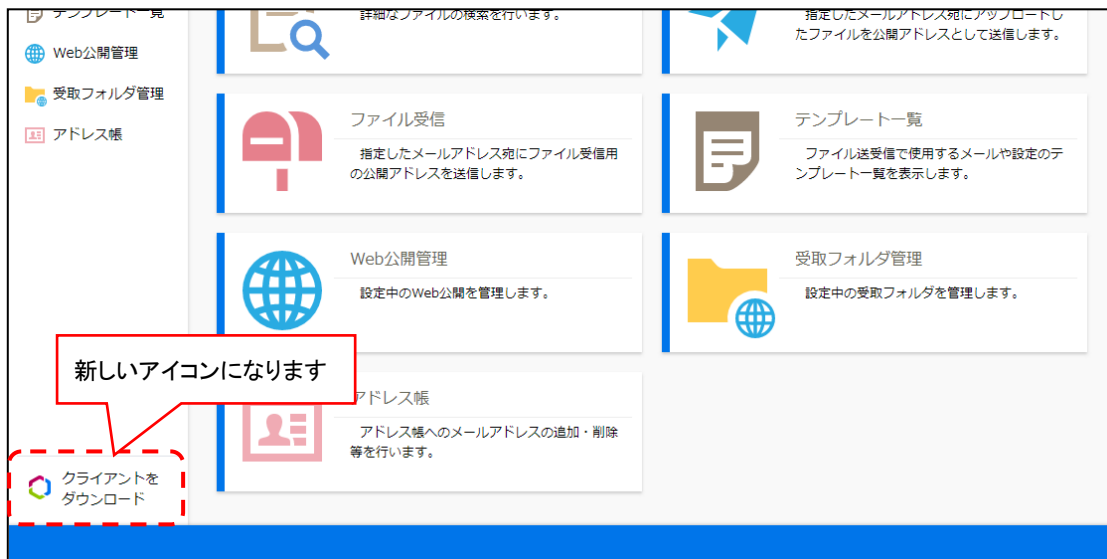 テンプレート一覧
Web公開管理
受取フォルダ管理
アドレス帳
詳細なファイルの検索を行います。
指定したメールアドレス宛にアップロードし
たファイルを公開アドレスとして送信します。
ファイル受信
指定したメールアドレス宛にファイル受信用
の公開アドレスを送信します。
テンプレート一覧
ファイル送受信で使用するメールや設定のテ
ンプレート一覧を表示します。
Web公開管理
設定中のWeb公開を管理します。
受取フォルダ管理
設定中の受取フォルダを管理します。
新しいアイコンになります
アドレス帳
アドレス帳へのメールアドレスの追加・削除
等を行います。
クライアントを
ダウンロード